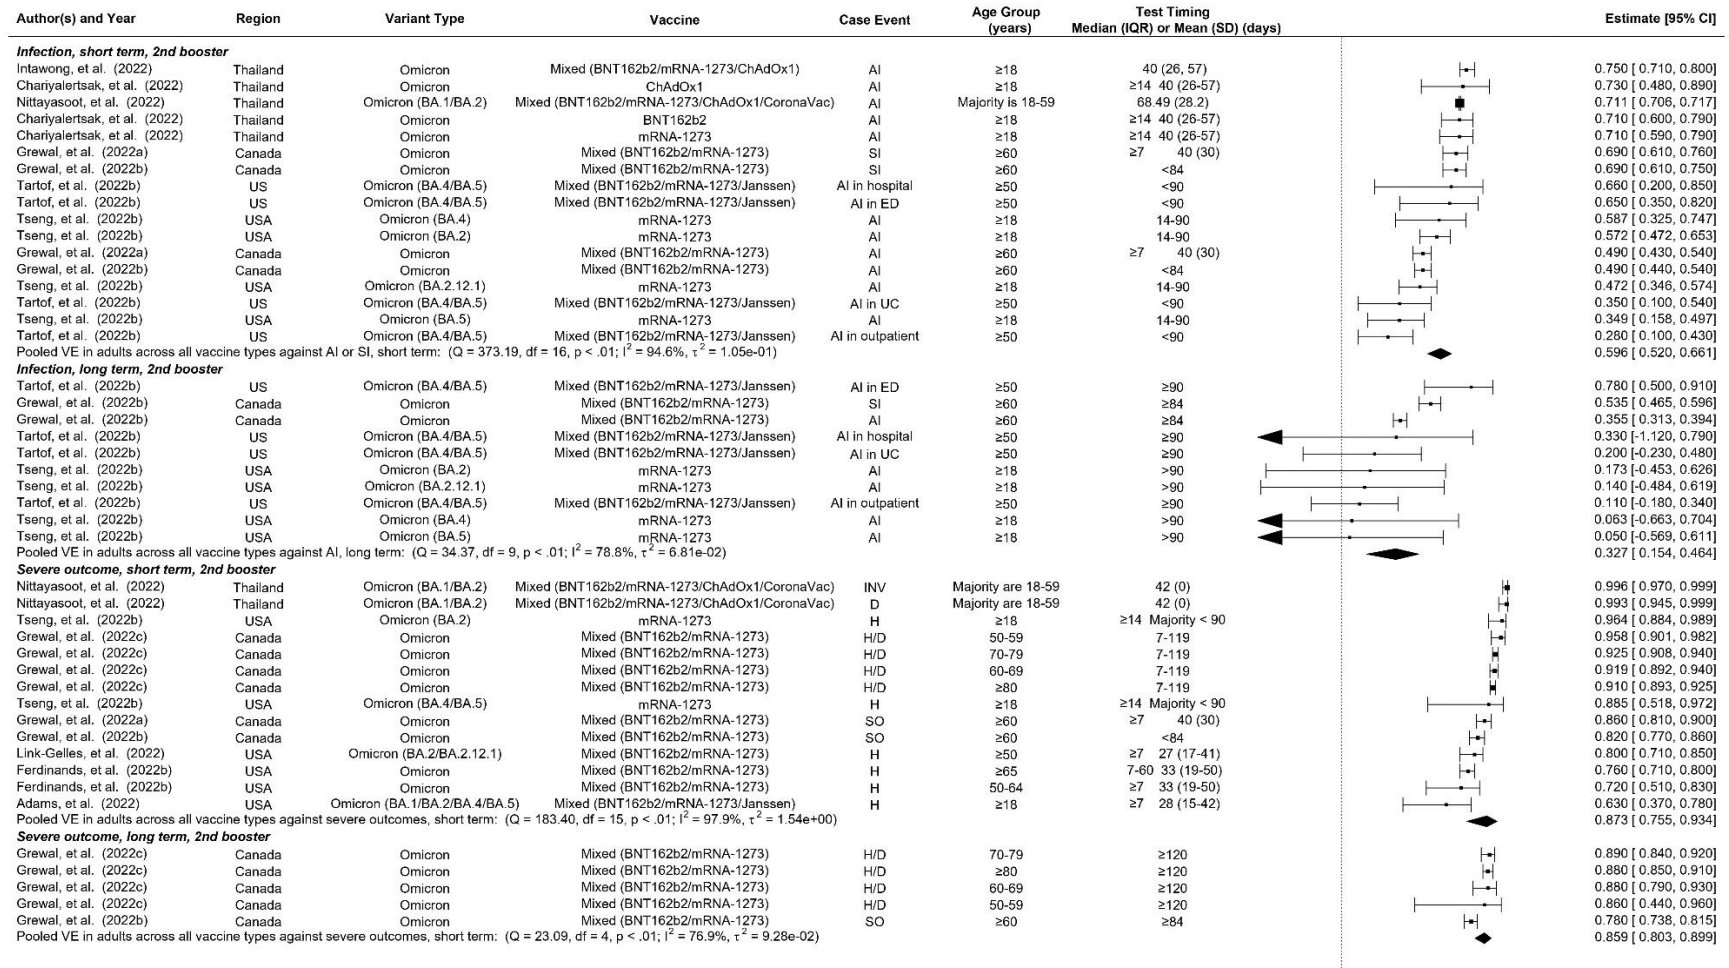 Author(s) and Year Region Variant Type Vaccine Case Event Age Group (years) Test Timing Median (IQR) or Mean (SD) (days) Estimate [95% CI]
Infection, short term, 2nd booster
Intawong, et al. (2022) Thailand Omicron Mixed (BNT162b2/mRNA-1273/ChAdOx1) AI ≥18 40 (26, 57) 0.750 [ 0.710, 0.800]
Chariyalertsak, et al. (2022) Thailand Omicron ChAdOx1 AI ≥18 ≥14 40 (26-57) 0.730 [ 0.480, 0.890]
Nittayasoot, et al. (2022) Thailand Omicron (BA.1/BA.2) Mixed (BNT162b2/mRNA-1273/ChAdOx1/CoronaVac) AI Majority is 18-59 68.49 (28.2) 0.711 [ 0.706, 0.717]
Chariyalertsak, et al. (2022) Thailand Omicron BNT162b2 AI ≥18 ≥14 40 (26-57) 0.710 [ 0.600, 0.790]
Chariyalertsak, et al. (2022) Thailand Omicron mRNA-1273 AI ≥18 ≥14 40 (26-57) 0.710 [ 0.590, 0.790]
Grewal, et al. (2022a) Canada Omicron Mixed (BNT162b2/mRNA-1273) SI ≥60 ≥7 40 (30) 0.690 [ 0.610, 0.760]
Grewal, et al. (2022b) Canada Omicron Mixed (BNT162b2/mRNA-1273) SI ≥60 <84 0.690 [ 0.610, 0.750]
Tartof, et al. (2022b) US Omicron (BA.4/BA.5) Mixed (BNT162b2/mRNA-1273/Janssen) AI in hospital ≥50 <90 0.660 [ 0.200, 0.850]
Tartof, et al. (2022b) US Omicron (BA.4/BA.5) Mixed (BNT162b2/mRNA-1273/Janssen) AI in ED ≥50 <90 0.650 [ 0.350, 0.820]
Tseng, et al. (2022b) USA Omicron (BA.4) mRNA-1273 AI ≥18 14-90 0.587 [ 0.325, 0.747]
Tseng, et al. (2022b) USA Omicron (BA.2) mRNA-1273 AI ≥18 14-90 0.572 [ 0.472, 0.653]
Grewal, et al. (2022a) Canada Omicron Mixed (BNT162b2/mRNA-1273) AI ≥60 ≥7 40 (30) 0.490 [ 0.430, 0.540]
Grewal, et al. (2022b) Canada Omicron Mixed (BNT162b2/mRNA-1273) AI ≥60 <84 0.490 [ 0.440, 0.540]
Tseng, et al. (2022b) USA Omicron (BA.2.12.1) mRNA-1273 AI ≥18 14-90 0.472 [ 0.346, 0.574]
Tartof, et al. (2022b) US Omicron (BA.4/BA.5) Mixed (BNT162b2/mRNA-1273/Janssen) AI in UC ≥50 <90 0.350 [ 0.100, 0.540]
Tseng, et al. (2022b) USA Omicron (BA.5) mRNA-1273 AI ≥18 14-90 0.349 [ 0.158, 0.497]
Tartof, et al. (2022b) US Omicron (BA.4/BA.5) Mixed (BNT162b2/mRNA-1273/Janssen) AI in outpatient ≥50 <90 0.280 [ 0.100, 0.430]
Pooled VE in adults across all vaccine types against AI or SI, short term: (Q = 373.19, df = 16, p < .01; I² = 94.6%, τ² = 1.05e-01) 0.596 [ 0.520, 0.661]
Infection, long term, 2nd booster
Tartof, et al. (2022b) US Omicron (BA.4/BA.5) Mixed (BNT162b2/mRNA-1273/Janssen) AI in ED ≥50 ≥90 0.780 [ 0.500, 0.910]
Grewal, et al. (2022b) Canada Omicron Mixed (BNT162b2/mRNA-1273) SI ≥60 ≥84 0.535 [ 0.465, 0.596]
Grewal, et al. (2022b) Canada Omicron Mixed (BNT162b2/mRNA-1273) AI ≥60 ≥84 0.355 [ 0.313, 0.394]
Tartof, et al. (2022b) US Omicron (BA.4/BA.5) Mixed (BNT162b2/mRNA-1273/Janssen) AI in hospital ≥50 ≥90 0.330 [-1.120, 0.790]
Tartof, et al. (2022b) US Omicron (BA.4/BA.5) Mixed (BNT162b2/mRNA-1273/Janssen) AI in UC ≥50 ≥90 0.200 [-0.230, 0.480]
Tseng, et al. (2022b) USA Omicron (BA.2) mRNA-1273 AI ≥18 >90 0.173 [-0.453, 0.626]
Tseng, et al. (2022b) USA Omicron (BA.2.12.1) mRNA-1273 AI ≥18 >90 0.140 [-0.484, 0.619]
Tartof, et al. (2022b) US Omicron (BA.4/BA.5) Mixed (BNT162b2/mRNA-1273/Janssen) AI in outpatient ≥50 ≥90 0.110 [-0.180, 0.340]
Tseng, et al. (2022b) USA Omicron (BA.4) mRNA-1273 AI ≥18 >90 0.063 [-0.663, 0.704]
Tseng, et al. (2022b) USA Omicron (BA.5) mRNA-1273 AI ≥18 >90 0.050 [-0.569, 0.611]
Pooled VE in adults across all vaccine types against AI, long term: (Q = 34.37, df = 9, p < .01; I² = 78.8%, τ² = 6.81e-02) 0.327 [ 0.154, 0.464]
Severe outcome, short term, 2nd booster
Nittayasoot, et al. (2022) Thailand Omicron (BA.1/BA.2) Mixed (BNT162b2/mRNA-1273/ChAdOx1/CoronaVac) INV Majority are 18-59 42 (0) 0.996 [ 0.970, 0.999]
Nittayasoot, et al. (2022) Thailand Omicron (BA.1/BA.2) Mixed (BNT162b2/mRNA-1273/ChAdOx1/CoronaVac) D Majority are 18-59 42 (0) 0.993 [ 0.945, 0.999]
Tseng, et al. (2022b) USA Omicron (BA.2) mRNA-1273 H ≥18 ≥14 Majority < 90 0.964 [ 0.884, 0.989]
Grewal, et al. (2022c) Canada Omicron Mixed (BNT162b2/mRNA-1273) H/D 50-59 7-119 0.958 [ 0.901, 0.982]
Grewal, et al. (2022c) Canada Omicron Mixed (BNT162b2/mRNA-1273) H/D 70-79 7-119 0.925 [ 0.908, 0.940]
Grewal, et al. (2022c) Canada Omicron Mixed (BNT162b2/mRNA-1273) H/D 60-69 7-119 0.919 [ 0.892, 0.940]
Grewal, et al. (2022c) Canada Omicron Mixed (BNT162b2/mRNA-1273) H/D ≥80 7-119 0.910 [ 0.893, 0.925]
Tseng, et al. (2022b) USA Omicron (BA.4/BA.5) mRNA-1273 H ≥18 ≥14 Majority < 90 0.885 [ 0.518, 0.972]
Grewal, et al. (2022a) Canada Omicron Mixed (BNT162b2/mRNA-1273) SO ≥60 ≥7 40 (30) 0.860 [ 0.810, 0.900]
Grewal, et al. (2022b) Canada Omicron Mixed (BNT162b2/mRNA-1273) SO ≥60 <84 0.820 [ 0.770, 0.860]
Link-Gelles, et al. (2022) USA Omicron (BA.2/BA.2.12.1) Mixed (BNT162b2/mRNA-1273) H ≥50 ≥7 27 (17-41) 0.800 [ 0.710, 0.850]
Ferdinands, et al. (2022b) USA Omicron Mixed (BNT162b2/mRNA-1273) H ≥65 7-60 33 (19-50) 0.760 [ 0.710, 0.800]
Ferdinands, et al. (2022b) USA Omicron Mixed (BNT162b2/mRNA-1273) H 50-64 ≥7 33 (19-50) 0.720 [ 0.510, 0.830]
Adams, et al. (2022) USA Omicron (BA.1/BA.2/BA.4/BA.5) Mixed (BNT162b2/mRNA-1273/Janssen) H ≥18 ≥7 28 (15-42) 0.630 [ 0.370, 0.780]
Pooled VE in adults across all vaccine types against severe outcomes, short term: (Q = 183.40, df = 15, p < .01; I² = 97.9%, τ² = 1.54e+00) 0.873 [ 0.755, 0.934]
Severe outcome, long term, 2nd booster
Grewal, et al. (2022c) Canada Omicron Mixed (BNT162b2/mRNA-1273) H/D 70-79 ≥120 0.890 [ 0.840, 0.920]
Grewal, et al. (2022c) Canada Omicron Mixed (BNT162b2/mRNA-1273) H/D ≥80 ≥120 0.880 [ 0.850, 0.910]
Grewal, et al. (2022c) Canada Omicron Mixed (BNT162b2/mRNA-1273) H/D 60-69 ≥120 0.880 [ 0.790, 0.930]
Grewal, et al. (2022c) Canada Omicron Mixed (BNT162b2/mRNA-1273) H/D 50-59 ≥120 0.860 [ 0.440, 0.960]
Grewal, et al. (2022b) Canada Omicron Mixed (BNT162b2/mRNA-1273) SO ≥60 ≥84 0.780 [ 0.738, 0.815]
Pooled VE in adults across all vaccine types against severe outcomes, short term: (Q = 23.09, df = 4, p < .01; I² = 76.9%, τ² = 9.28e-02) 0.859 [ 0.803, 0.899]